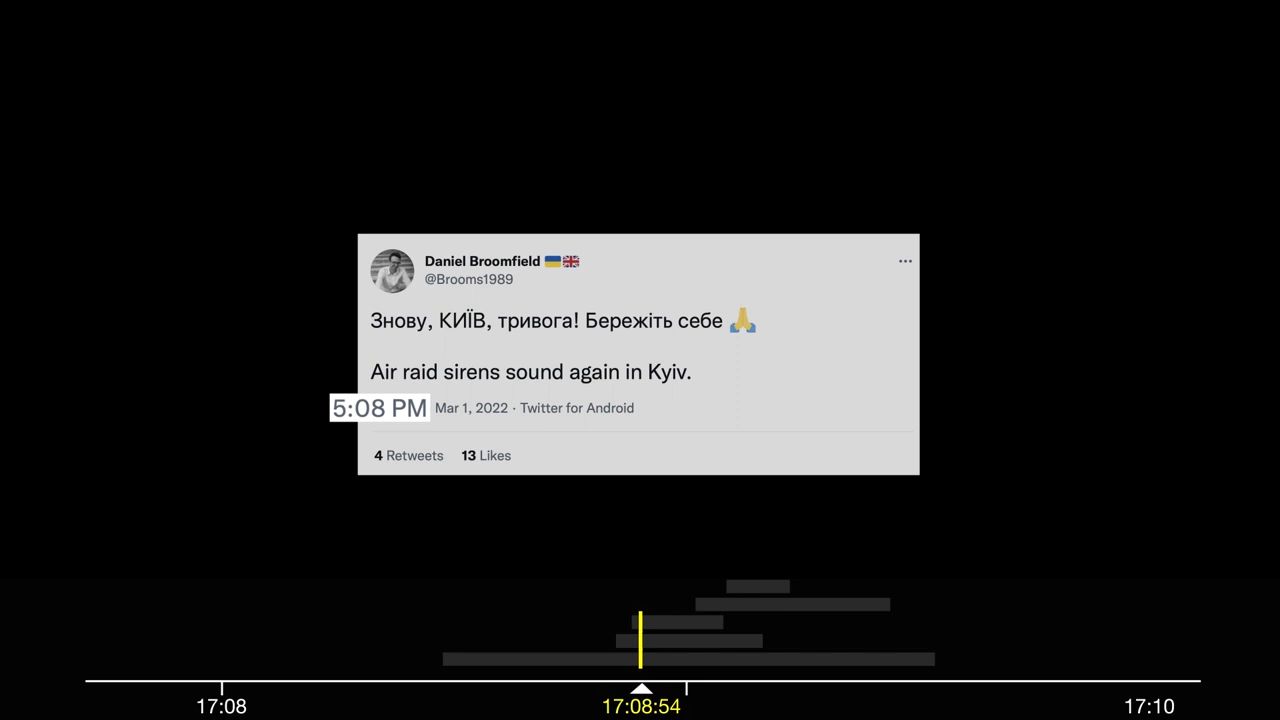 Daniel Broomfield 🇺🇦🇬🇧
@Brooms1989
Знову, КИЇВ, тривога! Бережіть себе 🙏
Air raid sirens sound again in Kyiv.
5:08 PM Mar 1, 2022 · Twitter for Android
4 Retweets 13 Likes
17:08 17:08:54 17:10